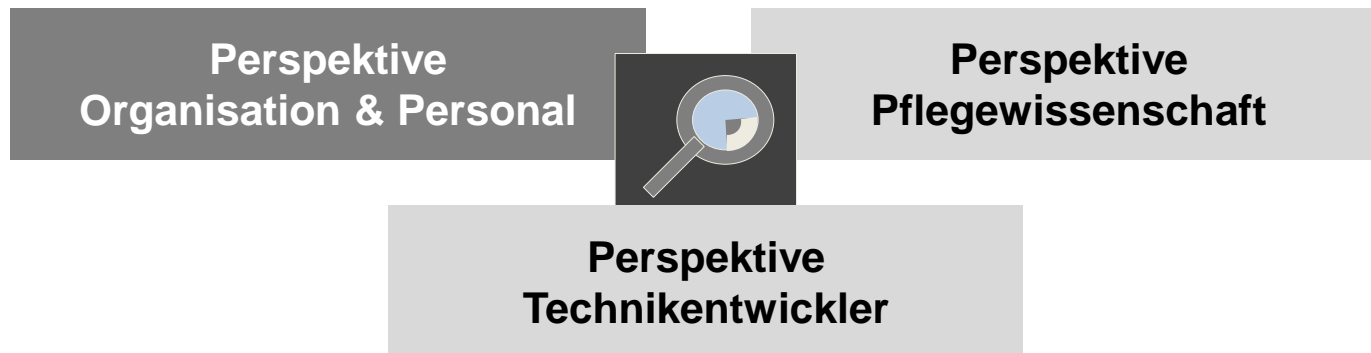 Perspektive
Organisation & Personal
Perspektive
Pflegewissenschaft
Perspektive
Technikentwickler